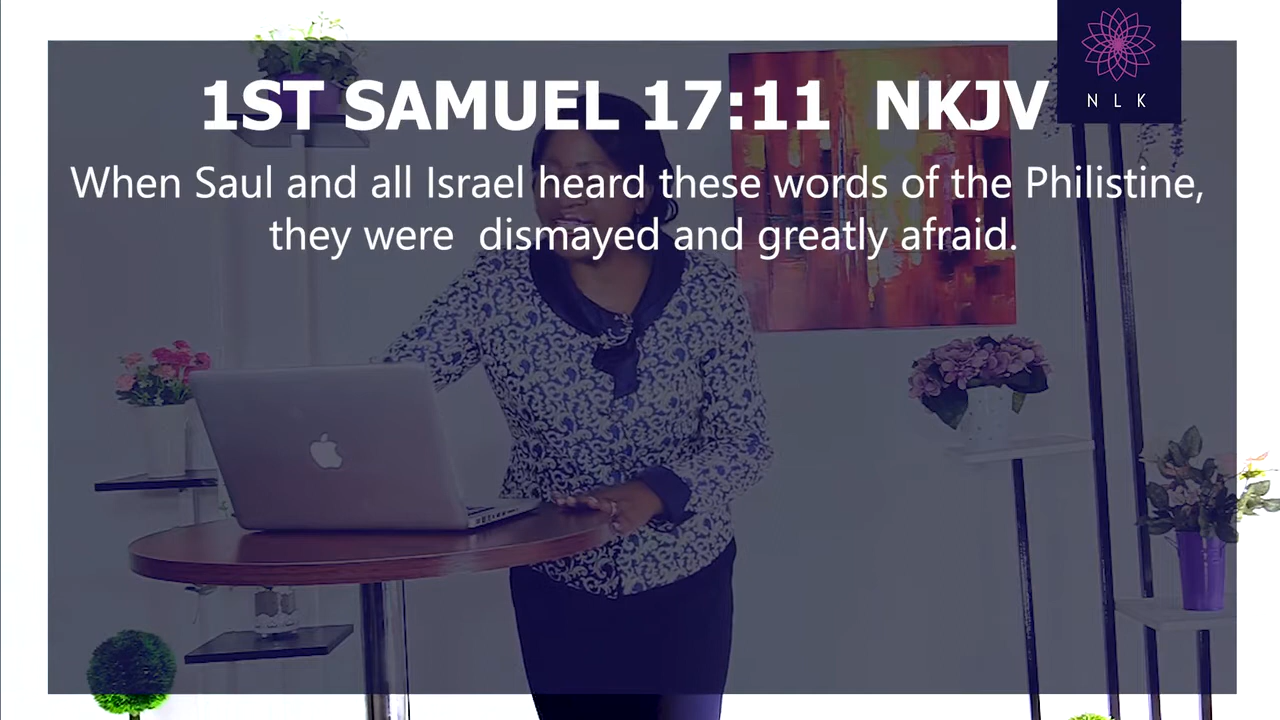 1ST SAMUEL 17:11  NKJV
NLK
When Saul and all Israel heard these words of the Philistine,
they were  dismayed and greatly afraid.